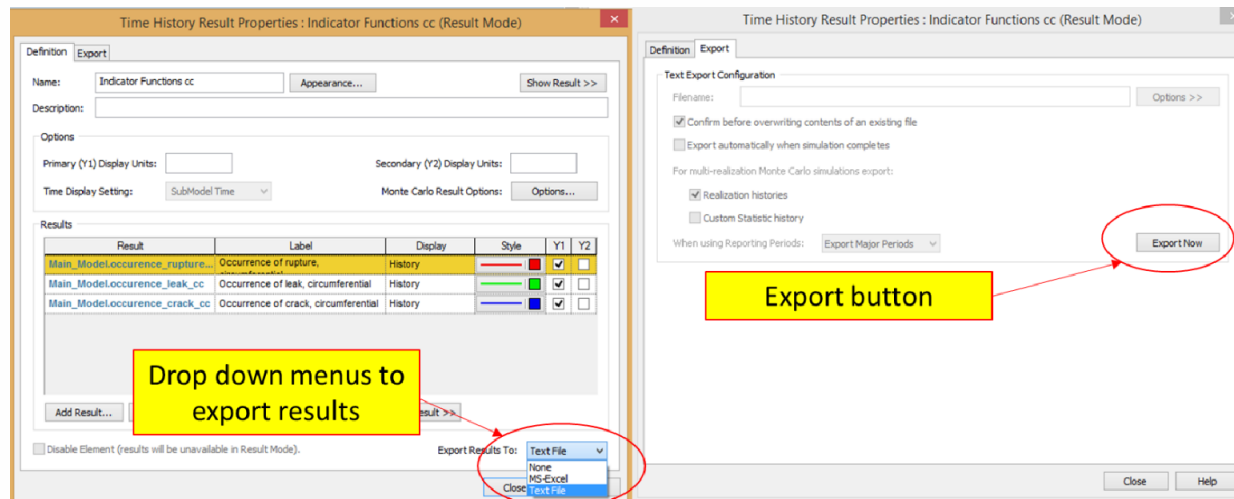 Time History Result Properties : Indicator Functions cc (Result Mode)
Definition Export
Name: Indicator Functions cc Appearance... Show Result >>
Description:
Options
Primary (Y1) Display Units: Secondary (Y2) Display Units:
Time Display Setting: SubModel Time Monte Carlo Result Options: Options...
Results
Result Label Display Style Y1 Y2
Main_Model.occurence_rupture... Occurrence of rupture, History
Main_Model.occurence_leak_cc Occurrence of leak, circumferential History
Main_Model.occurence_crack_cc Occurrence of crack, circumferential History
Drop down menus to
export results
Add Result... >>
Disable Element (results will be unavailable in Result Mode). Export Results To: Text File
None
MS-Excel
Text File
Close
Time History Result Properties : Indicator Functions cc (Result Mode)
Definition Export
Text Export Configuration
Filename: Options >>
Confirm before overwriting contents of an existing file
Export automatically when simulation completes
For multi-realization Monte Carlo simulations export:
Realization histories
Custom Statistic history
When using Reporting Periods: Export Major Periods Export Now
Export button
Close Help